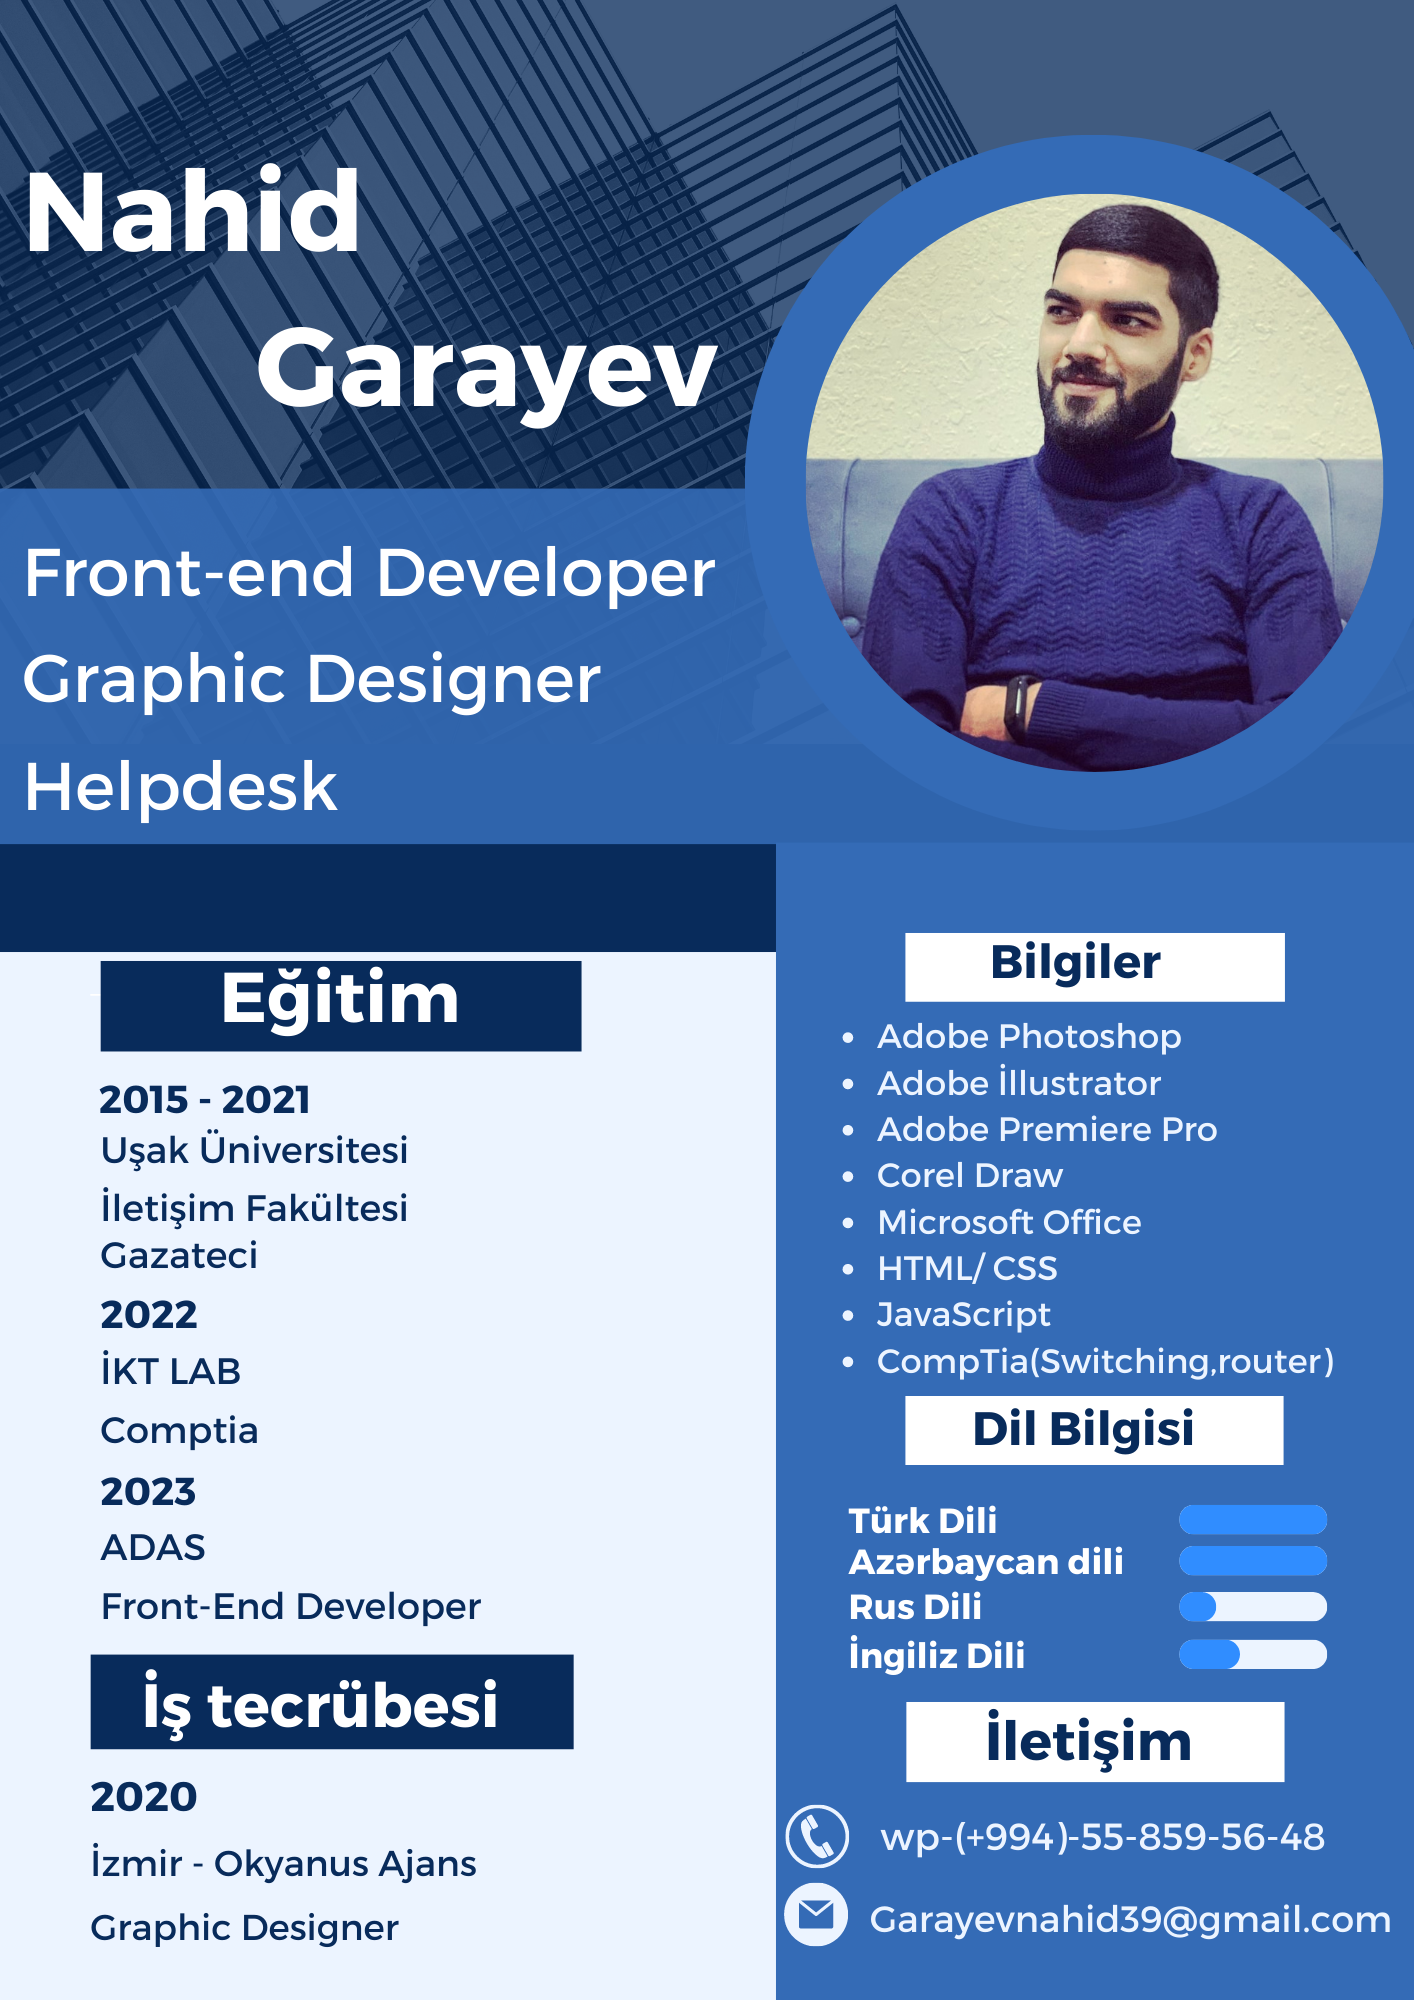 Nahid
Garayev
Front-end Developer
Graphic Designer
Helpdesk
Eğitim
2015 - 2021
Uşak Üniversitesi
İletişim Fakültesi
Gazateci
2022
İKT LAB
Comptia
2023
ADAS
Front-End Developer
İş tecrübesi
2020
İzmir - Okyanus Ajans
Graphic Designer
Bilgiler
• Adobe Photoshop
• Adobe İllustrator
• Adobe Premiere Pro
• Corel Draw
• Microsoft Office
• HTML/ CSS
• JavaScript
• CompTia(Switching,router)
Dil Bilgisi
Türk Dili
Azərbaycan dili
Rus Dili
İngiliz Dili
İletişim
wp-(+994)-55-859-56-48
Garayevnahid39@gmail.com